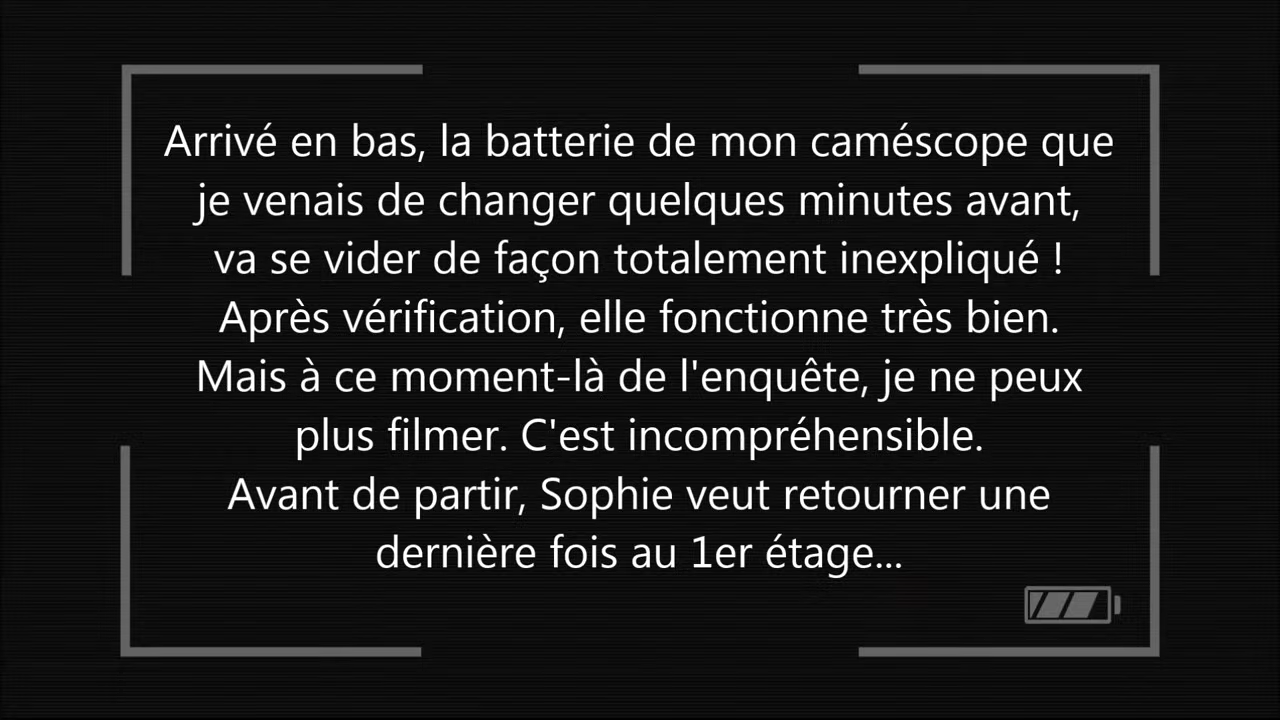 Arrivé en bas, la batterie de mon caméscope que
je venais de changer quelques minutes avant,
va se vider de façon totalement inexpliqué !
Après vérification, elle fonctionne très bien.
Mais à ce moment-là de l'enquête, je ne peux
plus filmer. C'est incompréhensible.
Avant de partir, Sophie veut retourner une
dernière fois au 1er étage...